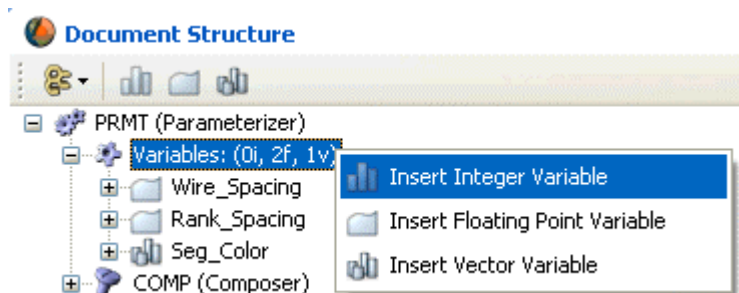 Document Structure
PRMT (Parameterizer)
Variables: (0i, 2f, 1v)
Insert Integer Variable
Wire_Spacing
Rank_Spacing
Insert Floating Point Variable
Seg_Color
Insert Vector Variable
COMP (Composer)